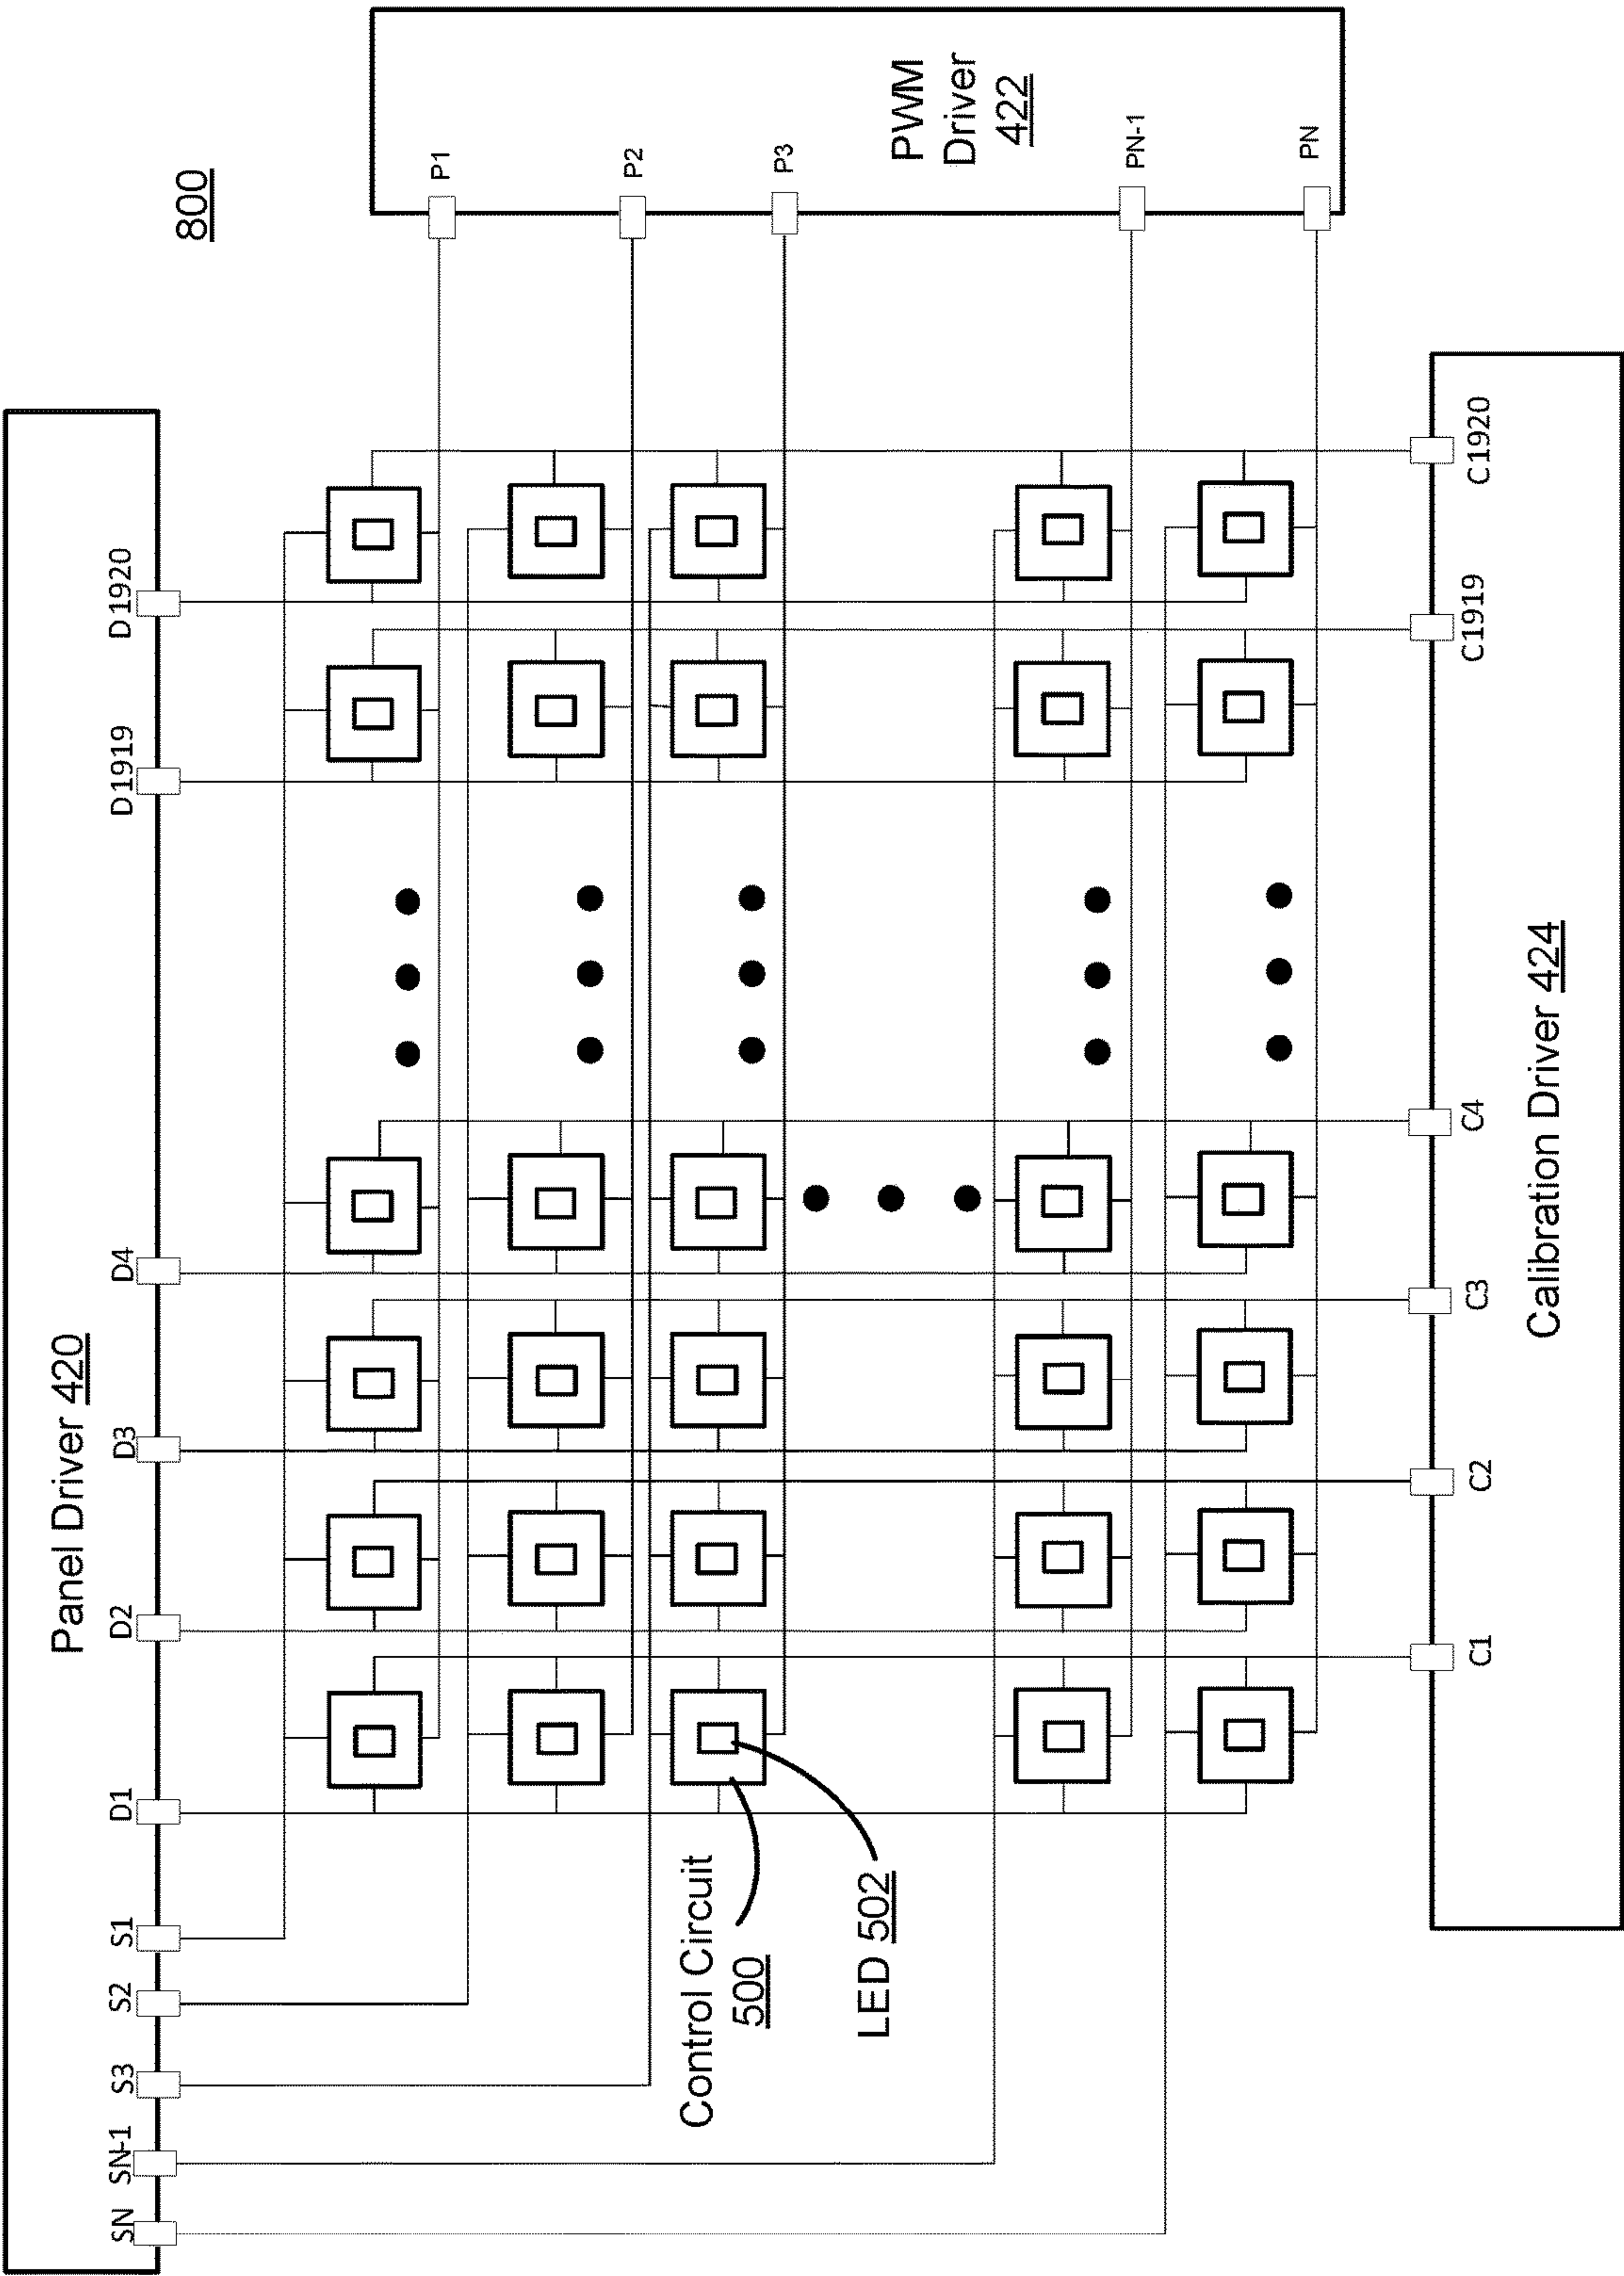 Panel Driver 420
SN SN-1 S3 S2 S1 D1 D2 D3 D4 D1919 D1920
800
P1
P2
Control Circuit
500
P3
LED 502
PWM
Driver
422
PN-1
PN
C1 C2 C3 C4 C1919 C1920
Calibration Driver 424